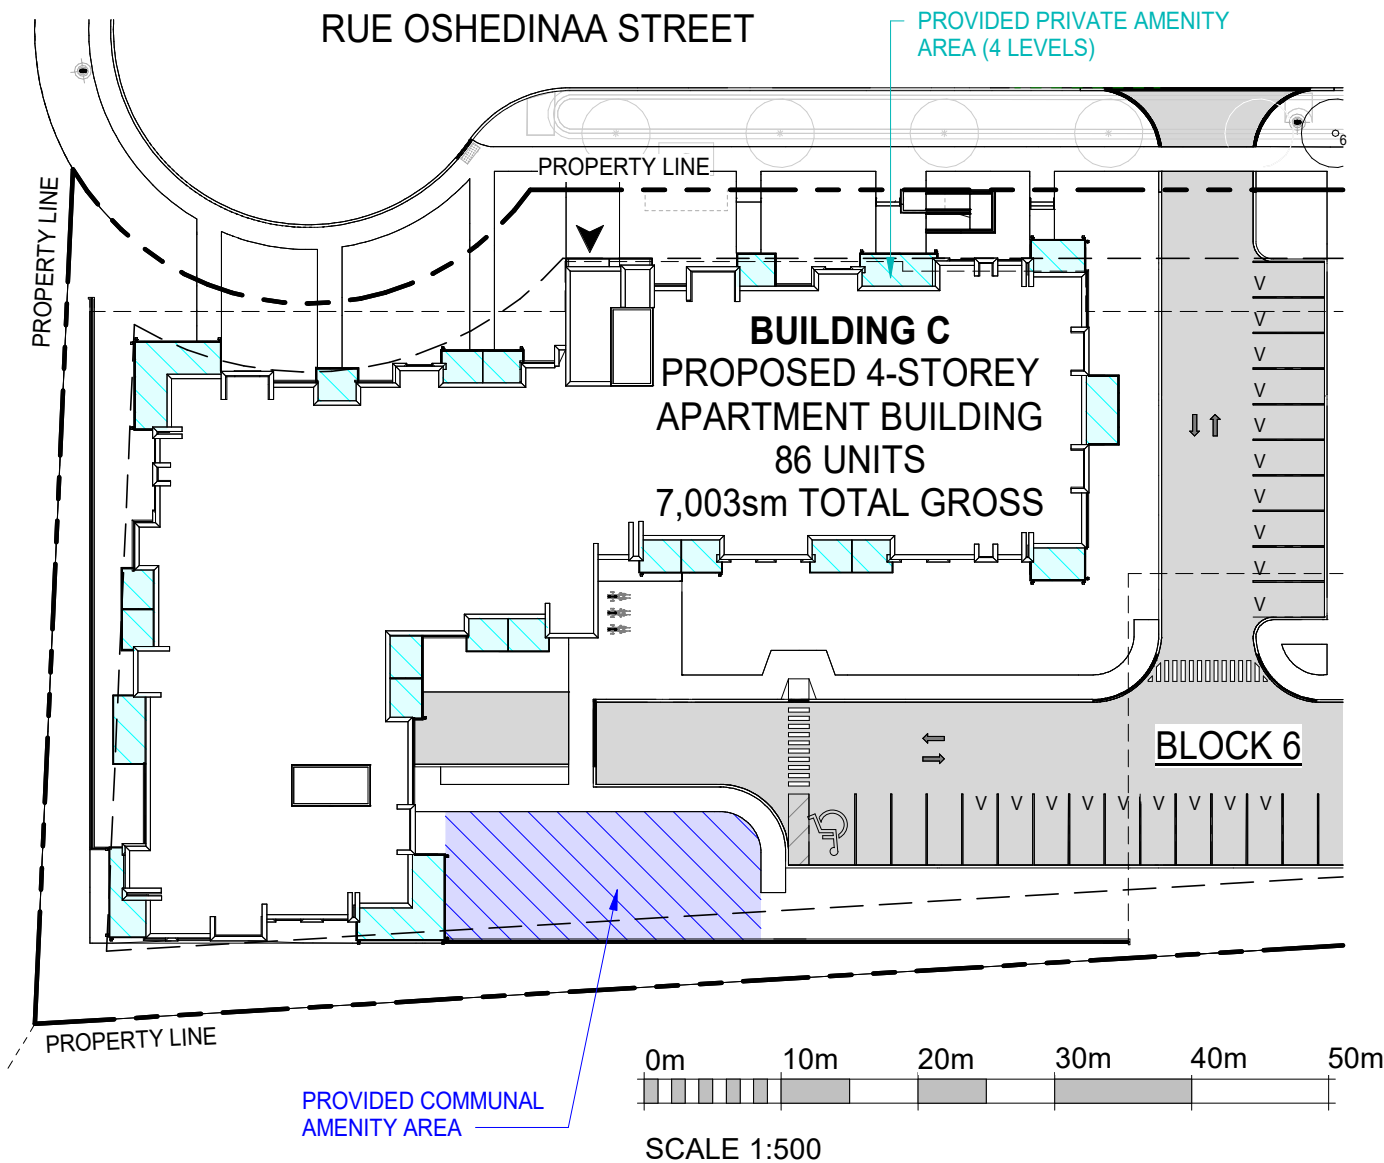 RUE OSHEDINAA STREET
PROVIDED PRIVATE AMENITY
AREA (4 LEVELS)
6
PROPERTY LINE
PROPERTY LINE
BUILDING C
PROPOSED 4-STOREY
APARTMENT BUILDING
86 UNITS
7,003sm TOTAL GROSS
V
V
V
V
V
V
V
V
V
V
BLOCK 6
V V V V V V V V V
PROPERTY LINE
0m 10m 20m 30m 40m 50m
PROVIDED COMMUNAL
AMENITY AREA
SCALE 1:500